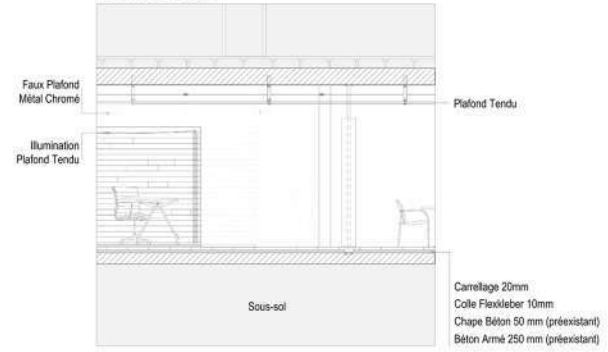 Faux Plafond
Métal Chromé
Plafond Tendu
Illumination
Plafond Tendu
Sous-sol
Carrellage 20mm
Colle Flexkleber 10mm
Chape Béton 50 mm (préexistant)
Béton Armé 250 mm (préexistant)